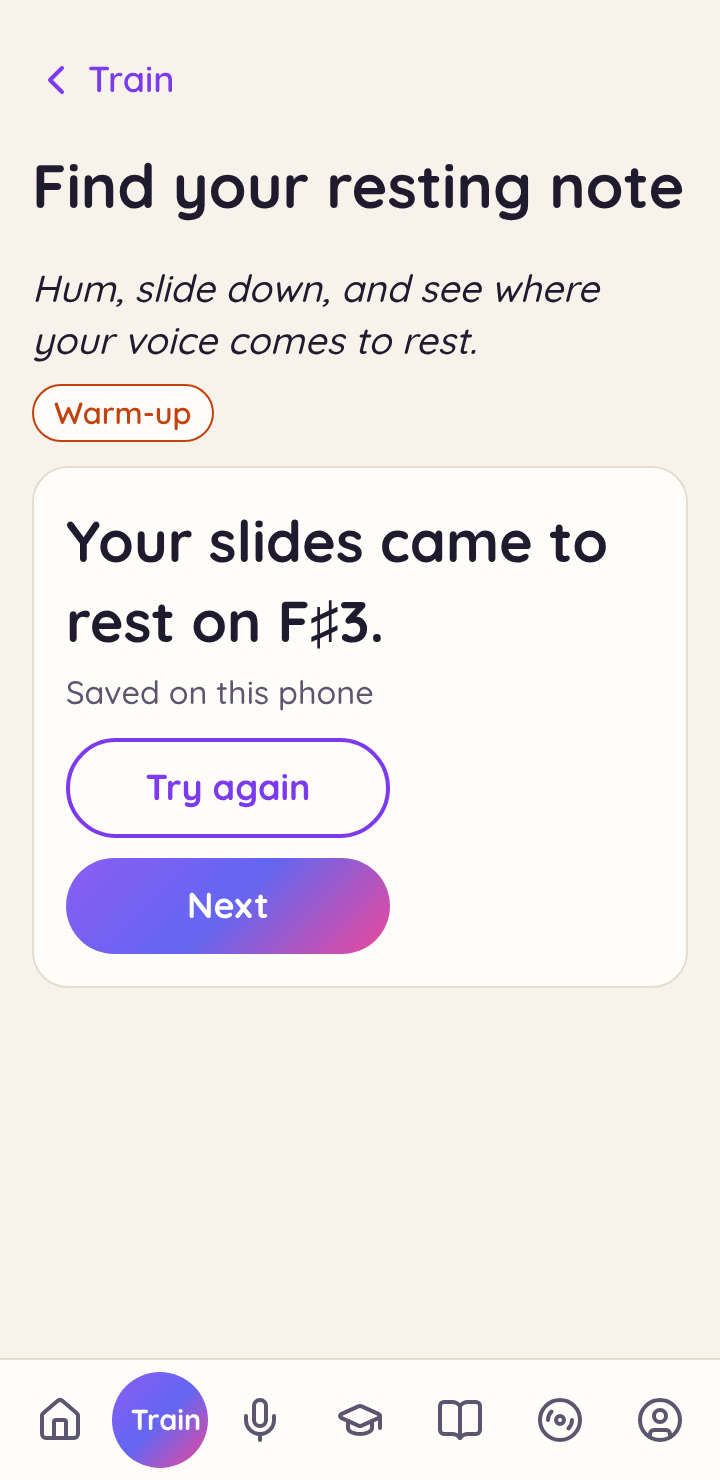 Train
Find your resting note
Hum, slide down, and see where
your voice comes to rest.
Warm-up
Your slides came to
rest on F♯3.
Saved on this phone
Try again
Next
Train